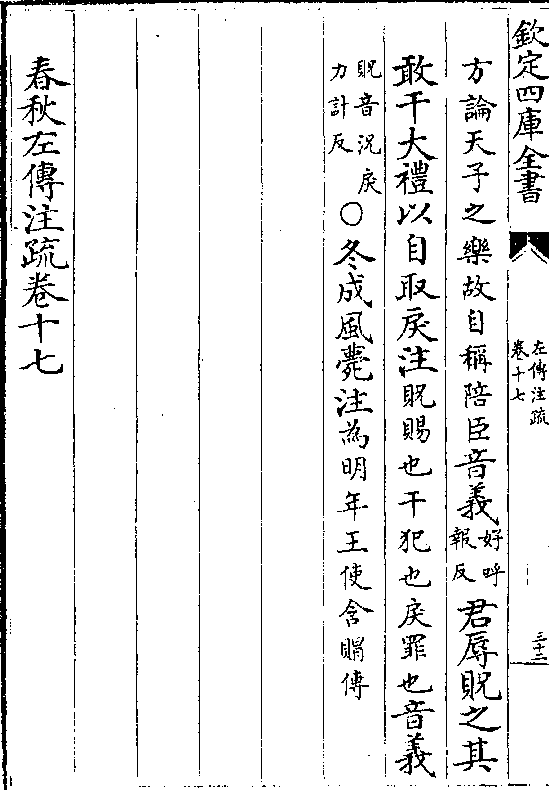 欽定四庫全書
左傳注疏
卷十七
三十二
方論天子之樂故自稱陪臣音義好呼報反君辱貺之其
敢干大禮以自取戾注貺賜也干犯也戾罪也音義
貺音況戾力計反○冬成風薨注為明年王使含賵傳
春秋左傳注疏卷十七